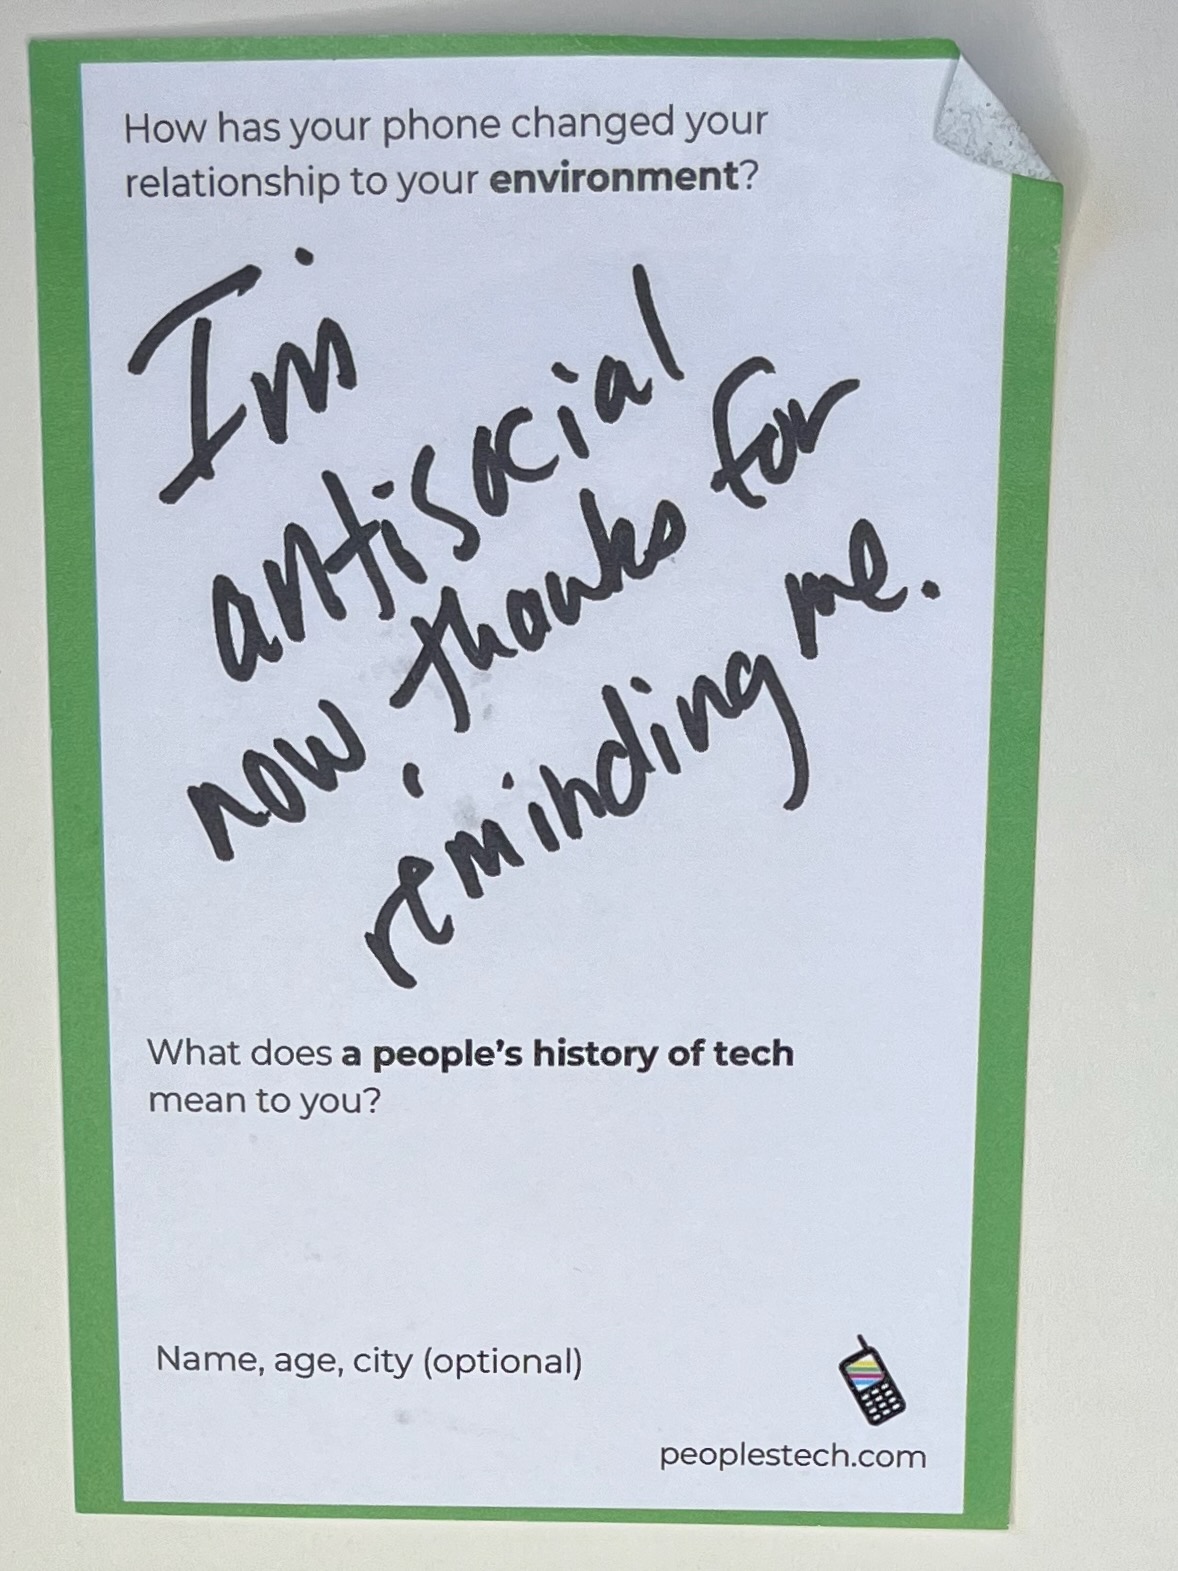 How has your phone changed your
relationship to your environment?
I'm
antisocial
now, thanks for
reminding me.
What does a people's history of tech
mean to you?
Name, age, city (optional)
peoplestech.com